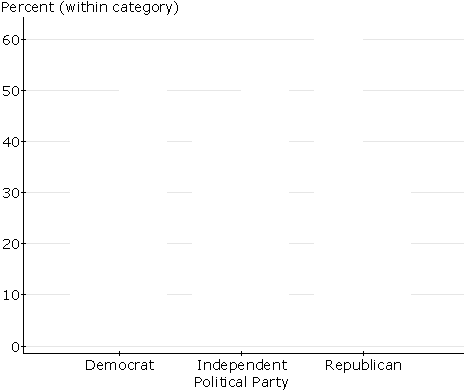 Percent (within category)
60
50
40
30
20
10
0
Democrat Independent Republican
Political Party